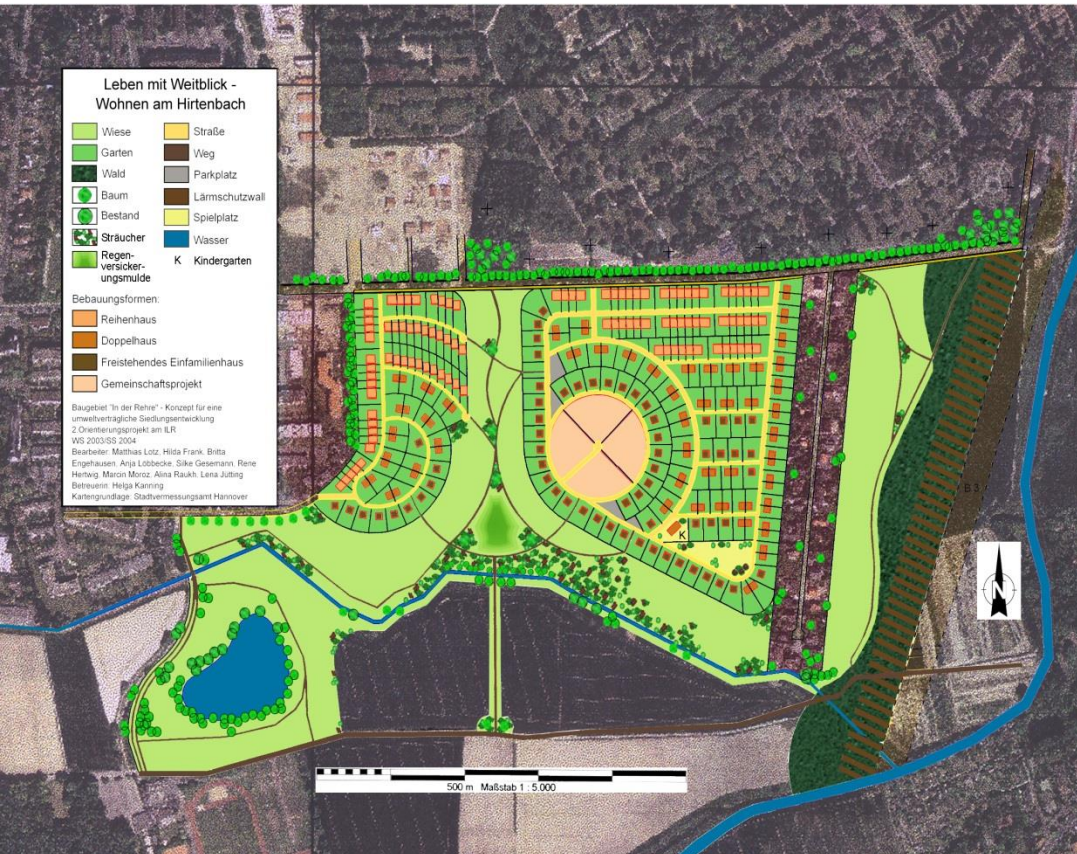 Leben mit Weitblick -
Wohnen am Hirtenbach
Wiese
Garten
Wald
Baum
Bestand
Sträucher
Regen-
versicker-
ungsmulde
Straße
Weg
Parkplatz
Lärmschutzwall
Spielplatz
Wasser
K Kindergarten
Bebauungsformen:
Reihenhaus
Doppelhaus
Freistehendes Einfamilienhaus
Gemeinschaftsprojekt
Baugebiet "In der Rehre" - Konzept für eine
umweltverträgliche Siedlungsentwicklung
2.Orientierungsprojekt am ILR
WS 2003/SS 2004
Bearbeiter: Matthias Lotz, Hilda Frank, Britta
Engehausen, Anja Löbbecke, Silke Gesemann, Rene
Hertwig, Marcin Moroz, Alina Raukh, Lena Jütting
Betreuerin: Helga Kanning
Kartengrundlage: Stadtvermessungsamt Hannover
K
B 3
N
500 m Maßstab 1 : 5.000